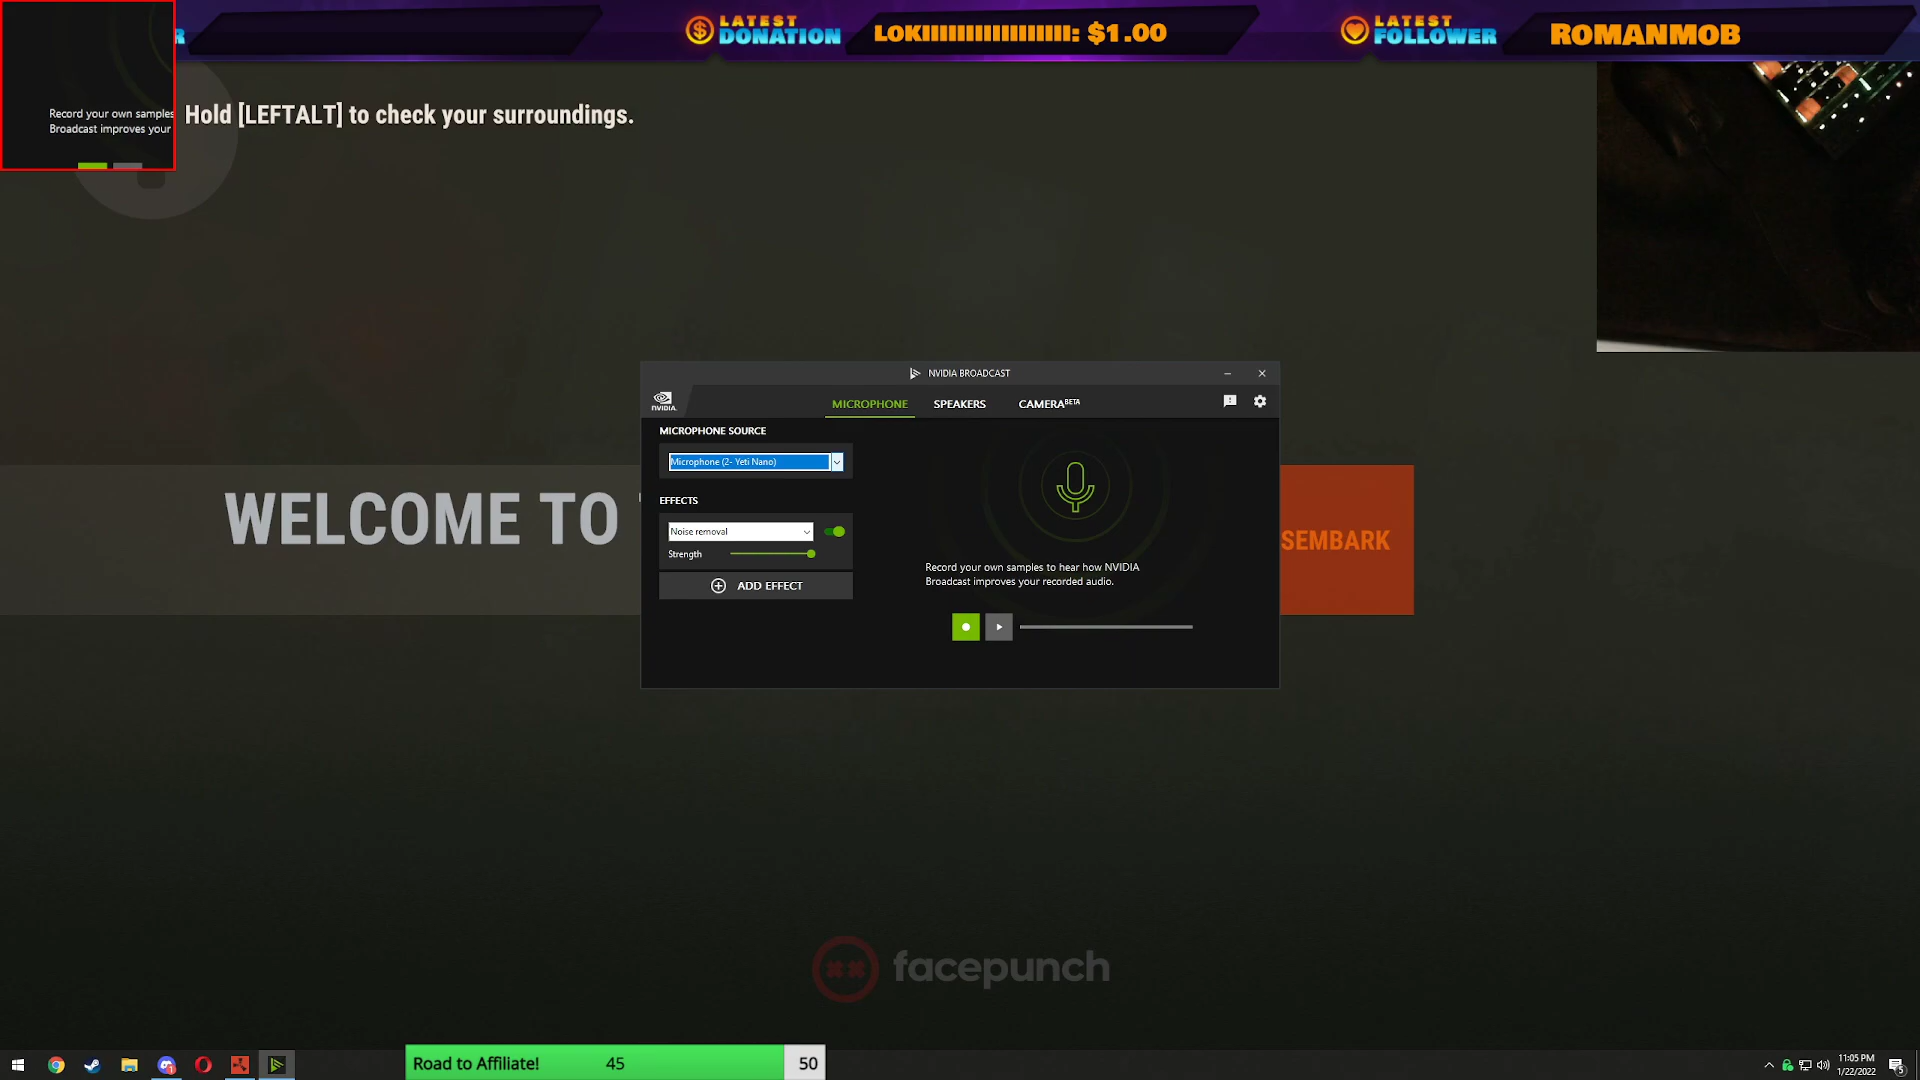 R
LATEST
DONATION
LOKIIIIIIIIIIIIIIIII: $1.00
LATEST
FOLLOWER
ROMANMOB
Record your own samples
Broadcast improves your
Hold [LEFTALT] to check your surroundings.
NVIDIA BROADCAST
NVIDIA.
MICROPHONE
SPEAKERS
CAMERA BETA
MICROPHONE SOURCE
Microphone (2- Yeti Nano)
EFFECTS
Noise removal
Strength
ADD EFFECT
Record your own samples to hear how NVIDIA
Broadcast improves your recorded audio.
WELCOME TO
SEMBARK
facepunch
Road to Affiliate! 45 50
11:05 PM
1/22/2022
5